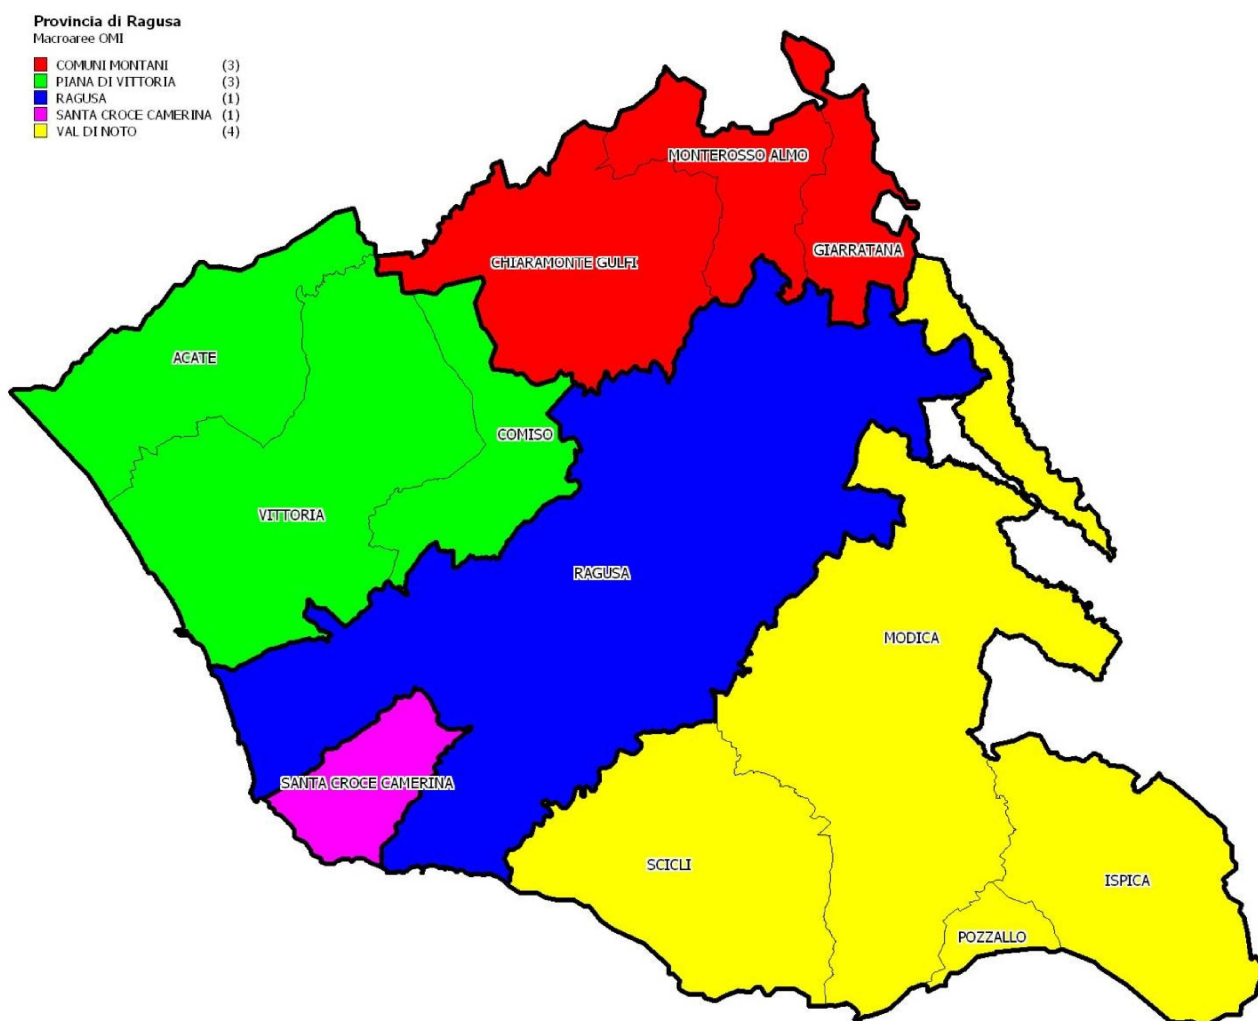 Provincia di Ragusa
Macroaree OMI
COMUNI MONTANI (3)
PIANA DI VITTORIA (3)
RAGUSA (1)
SANTA CROCE CAMERINA (1)
VAL DI NOTO (4)
MONTEROSSO ALMO
GIARRATANA
CHIARAMONTE GULFI
ACATE
COMISO
VITTORIA
RAGUSA
MODICA
SANTA CROCE CAMERINA
SCICLI
ISPICA
POZZALLO